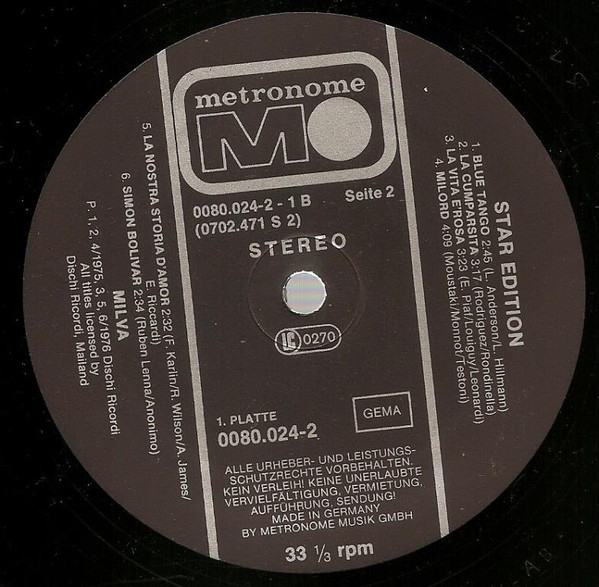 metronome
MO
0080.024-2 - 1 B Seite 2
(0702.471 S 2)
STEREO
LC 0270
STAR EDITION
1. BLUE TANGO 2:45 (L. Anderson/L. Hillmann)
2. LA CUMPARSITA 3:17 (Rodriguez/Rondinella)
3. LA VITA E'ROSA 3:23 (E. Piaf/Louiguy/Leonardi)
4. MILORD 4:09 (Moustaki/Monnot/Testoni)
5. LA NOSTRA STORIA D'AMOR 2:32 (F. Karlin/R. Wilson/A. James/
E. Riccardi)
6. SIMON BOLIVAR 2:34 (Ruben Lenna/Anonimo)
MILVA
P, 1, 2, 4/1975, 3, 5, 6/1976 Dischi Ricordi
All titles licensed by
Dischi Ricordi, Mailand
1. PLATTE
0080.024-2
GEMA
ALLE URHEBER- UND LEISTUNGS-
SCHUTZRECHTE VORBEHALTEN.
KEIN VERLEIH! KEINE UNERLAUBTE
VERVIELFÄLTIGUNG, VERMIETUNG,
AUFFÜHRUNG, SENDUNG!
MADE IN GERMANY
BY METRONOME MUSIK GMBH
33 1/3 rpm